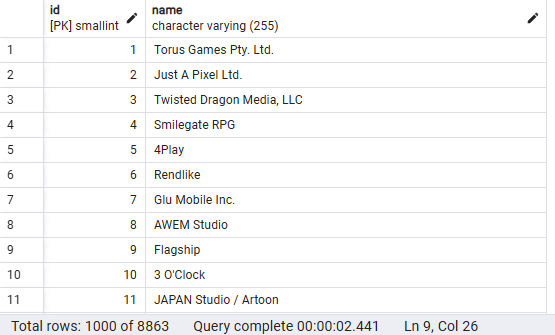 id name
[PK] smallint character varying (255)
1 1 Torus Games Pty. Ltd.
2 2 Just A Pixel Ltd.
3 3 Twisted Dragon Media, LLC
4 4 Smilegate RPG
5 5 4Play
6 6 Rendlike
7 7 Glu Mobile Inc.
8 8 AWEM Studio
9 9 Flagship
10 10 3 O'Clock
11 11 JAPAN Studio / Artoon
Total rows: 1000 of 8863 Query complete 00:00:02.441 Ln 9, Col 26